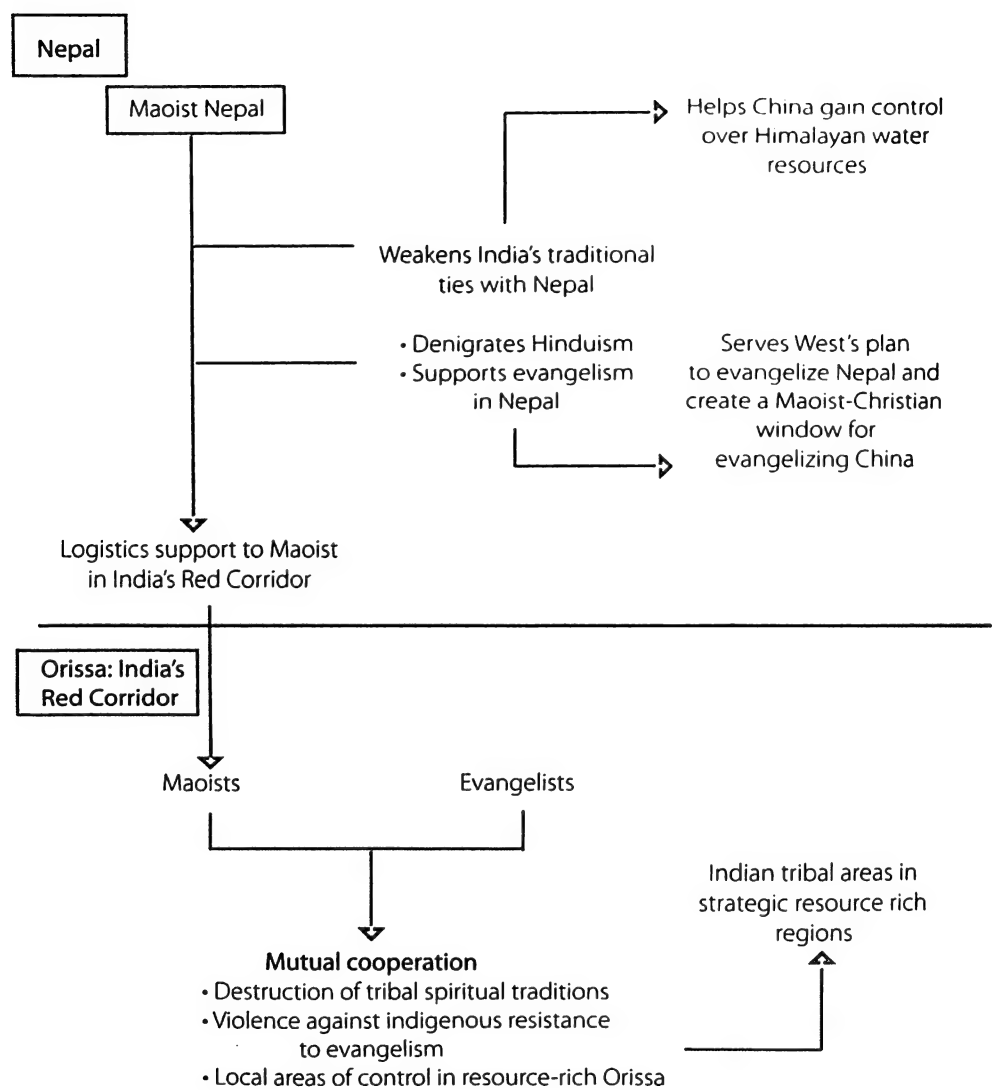 Nepal
Maoist Nepal
Helps China gain control
over Himalayan water
resources
Weakens India's traditional
ties with Nepal
• Denigrates Hinduism
• Supports evangelism
in Nepal
Serves West's plan
to evangelize Nepal and
create a Maoist-Christian
window for
evangelizing China
Logistics support to Maoist
in India's Red Corridor
Orissa: India's
Red Corridor
Maoists
Evangelists
Indian tribal areas in
strategic resource rich
regions
Mutual cooperation
• Destruction of tribal spiritual traditions
• Violence against indigenous resistance
to evangelism
• Local areas of control in resource-rich Orissa